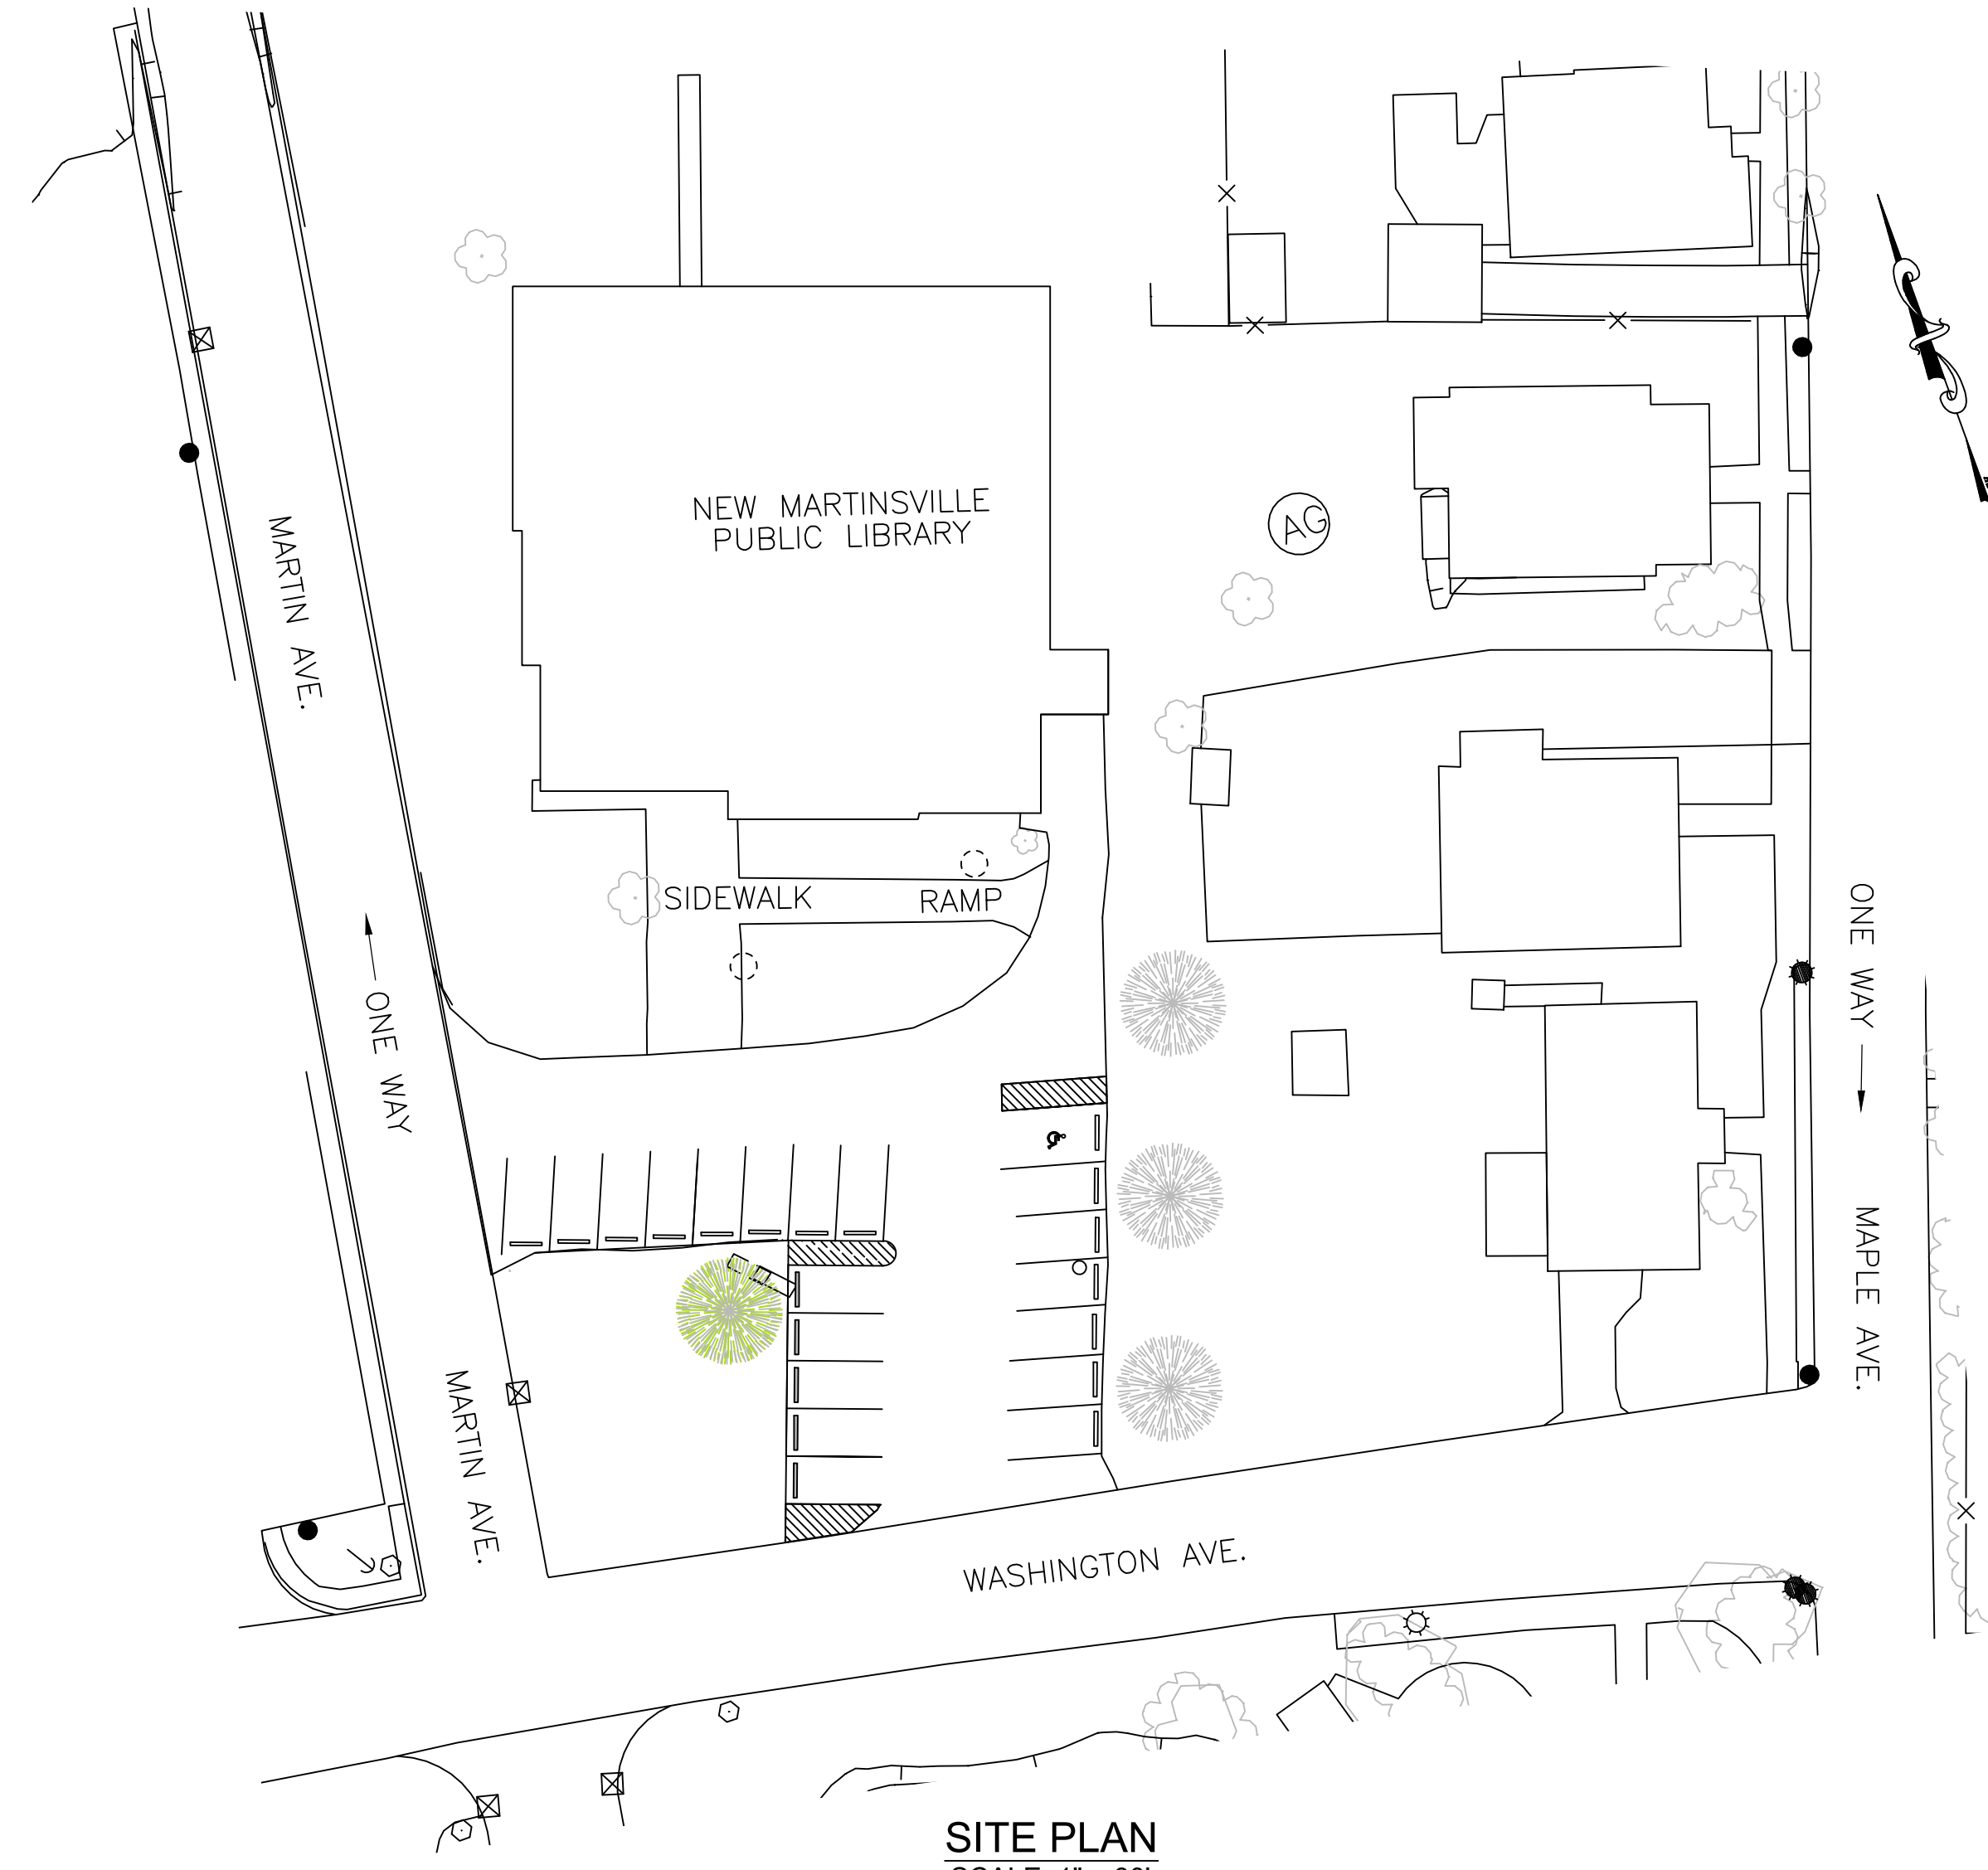 NEW MARTINSVILLE
PUBLIC LIBRARY
AG
MARTIN AVE.
SIDEWALK
RAMP
ONE WAY
ONE WAY
MAPLE AVE.
MARTIN AVE.
WASHINGTON AVE.
SITE PLAN